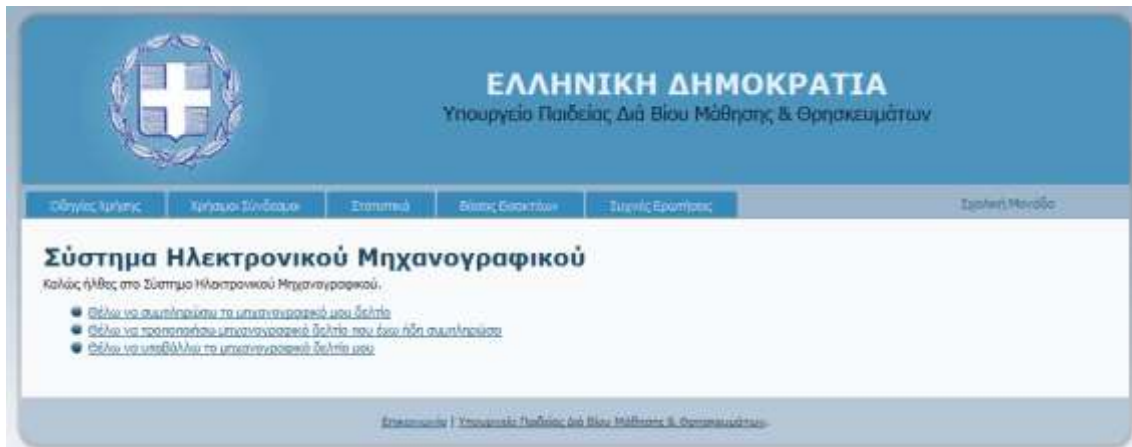 ΕΛΛΗΝΙΚΗ ΔΗΜΟΚΡΑΤΙΑ
Υπουργείο Παιδείας Διά Βίου Μάθησης & Θρησκευμάτων
Οδηγίες Χρήσης Χρήσιμοι Σύνδεσμοι Στατιστικά Βάσεις Εισακτέων Συχνές Ερωτήσεις Σχολική Μονάδα
Σύστημα Ηλεκτρονικού Μηχανογραφικού
Καλώς ήλθες στο Σύστημα Ηλεκτρονικού Μηχανογραφικού.
Θέλω να συμπληρώσω το μηχανογραφικό μου δελτίο
Θέλω να τροποποιήσω μηχανογραφικό δελτίο που έχω ήδη συμπληρώσει
Θέλω να υποβάλλω το μηχανογραφικό δελτίο μου
Επικοινωνία | Υπουργείο Παιδείας Διά Βίου Μάθησης & Θρησκευμάτων.